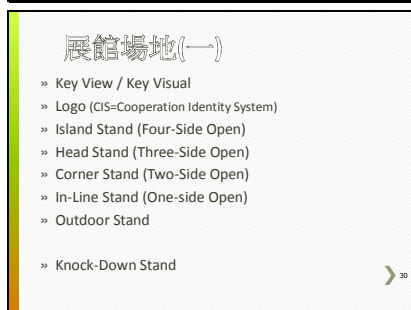 展館場地(一)
» Key View / Key Visual
» Logo (CIS=Cooperation Identity System)
» Island Stand (Four-Side Open)
» Head Stand (Three-Side Open)
» Corner Stand (Two-Side Open)
» In-Line Stand (One-side Open)
» Outdoor Stand
» Knock-Down Stand
30